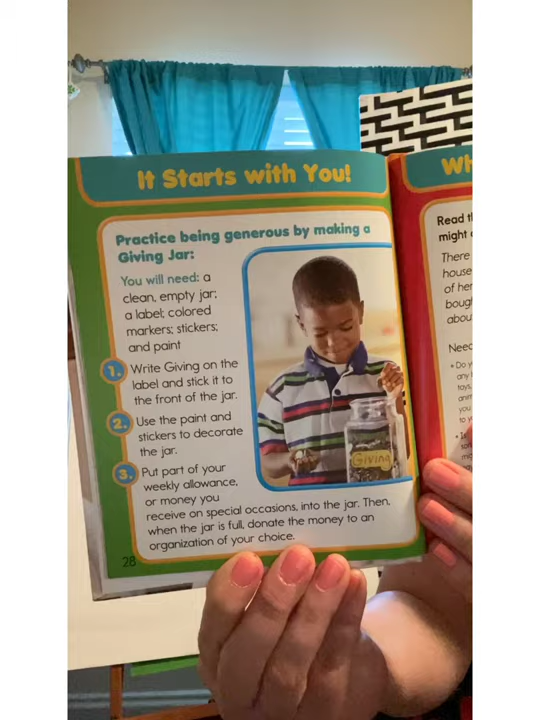 It Starts with You!
Practice being generous by making a
Giving Jar:
You will need: a
clean, empty jar;
a label; colored
markers; stickers;
and paint
1. Write Giving on the
label and stick it to
the front of the jar.
2. Use the paint and
stickers to decorate
the jar.
3. Put part of your
weekly allowance,
or money you
receive on special occasions, into the jar. Then,
when the jar is full, donate the money to an
organization of your choice.
Giving
28
Read
might
There
house
of her
about